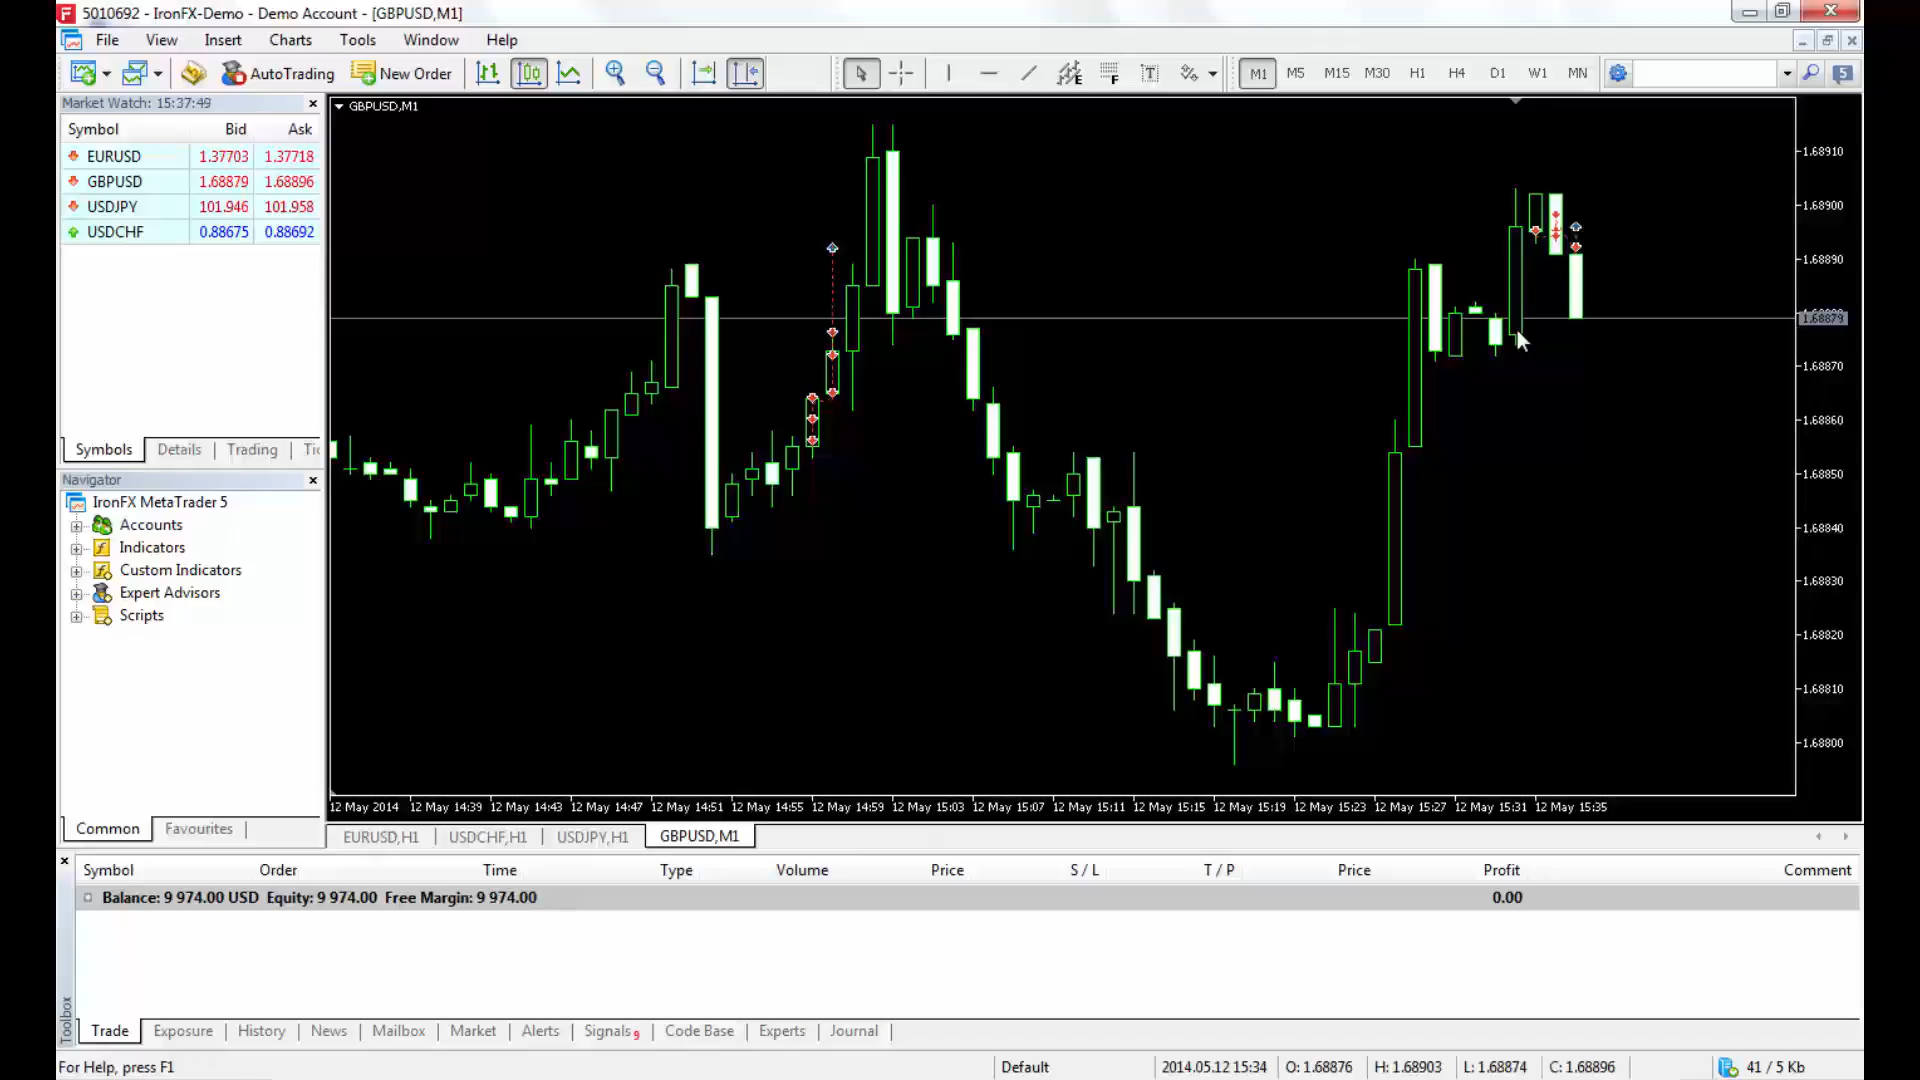 5010692 - IronFX-Demo - Demo Account - [GBPUSD,M1]
File View Insert Charts Tools Window Help
AutoTrading New Order M1 M5 M15 M30 H1 H4 D1 W1 MN 5
Market Watch: 15:37:49
Symbol Bid Ask
EURUSD 1.37703 1.37718
GBPUSD 1.68879 1.68896
USDJPY 101.946 101.958
USDCHF 0.88675 0.88692
Symbols Details Trading
Navigator
IronFX MetaTrader 5
Accounts
Indicators
Custom Indicators
Expert Advisors
Scripts
Common Favourites
GBPUSD,M1
1.68910
1.68900
1.68890
1.68879
1.68870
1.68860
1.68850
1.68840
1.68830
1.68820
1.68810
1.68800
12 May 2014 12 May 14:39 12 May 14:43 12 May 14:47 12 May 14:51 12 May 14:55 12 May 14:59 12 May 15:03 12 May 15:07 12 May 15:11 12 May 15:15 12 May 15:19 12 May 15:23 12 May 15:27 12 May 15:31 12 May 15:35
EURUSD,H1 USDCHF,H1 USDJPY,H1 GBPUSD,M1
Symbol Order Time Type Volume Price S / L T / P Price Profit Comment
Balance: 9 974.00 USD Equity: 9 974.00 Free Margin: 9 974.00 0.00
Toolbox
Trade Exposure History News Mailbox Market Alerts Signals 9 Code Base Experts Journal
For Help, press F1 Default 2014.05.12 15:34 O: 1.68876 H: 1.68903 L: 1.68874 C: 1.68896 41 / 5 Kb